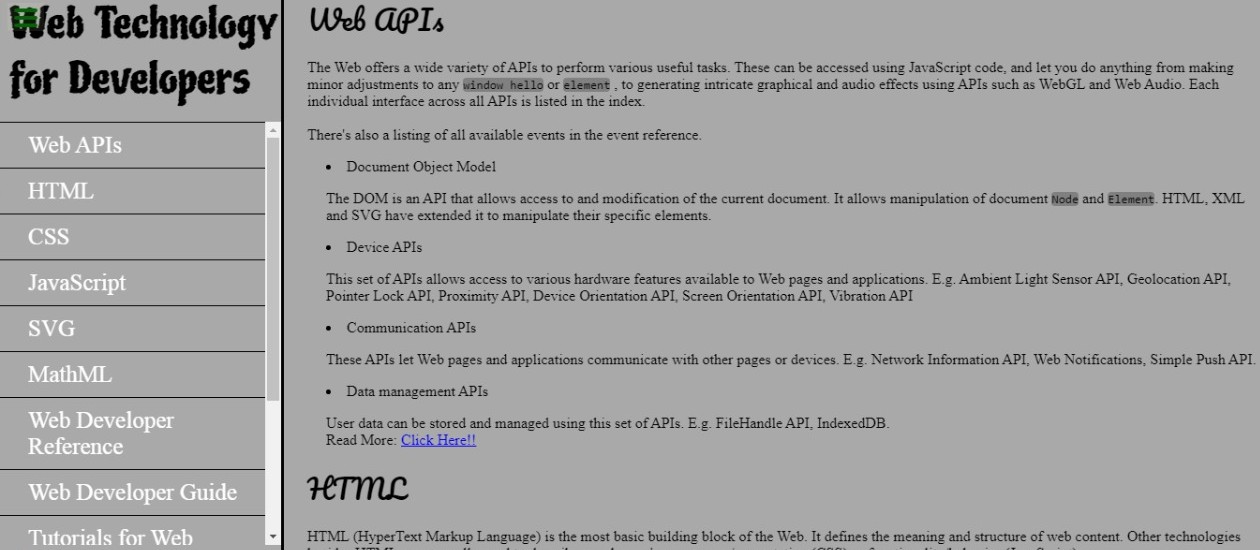 Web Technology
for Developers
Web APIs
HTML
CSS
JavaScript
SVG
MathML
Web Developer
Reference
Web Developer Guide
Tutorials for Web
Web APIs
The Web offers a wide variety of APIs to perform various useful tasks. These can be accessed using JavaScript code, and let you do anything from making
minor adjustments to any window hello or element , to generating intricate graphical and audio effects using APIs such as WebGL and Web Audio. Each
individual interface across all APIs is listed in the index.
There's also a listing of all available events in the event reference.
• Document Object Model
The DOM is an API that allows access to and modification of the current document. It allows manipulation of document Node and Element. HTML, XML
and SVG have extended it to manipulate their specific elements.
• Device APIs
This set of APIs allows access to various hardware features available to Web pages and applications. E.g. Ambient Light Sensor API, Geolocation API,
Pointer Lock API, Proximity API, Device Orientation API, Screen Orientation API, Vibration API
• Communication APIs
These APIs let Web pages and applications communicate with other pages or devices. E.g. Network Information API, Web Notifications, Simple Push API.
• Data management APIs
User data can be stored and managed using this set of APIs. E.g. FileHandle API, IndexedDB.
Read More: Click Here!!
HTML
HTML (HyperText Markup Language) is the most basic building block of the Web. It defines the meaning and structure of web content. Other technologies